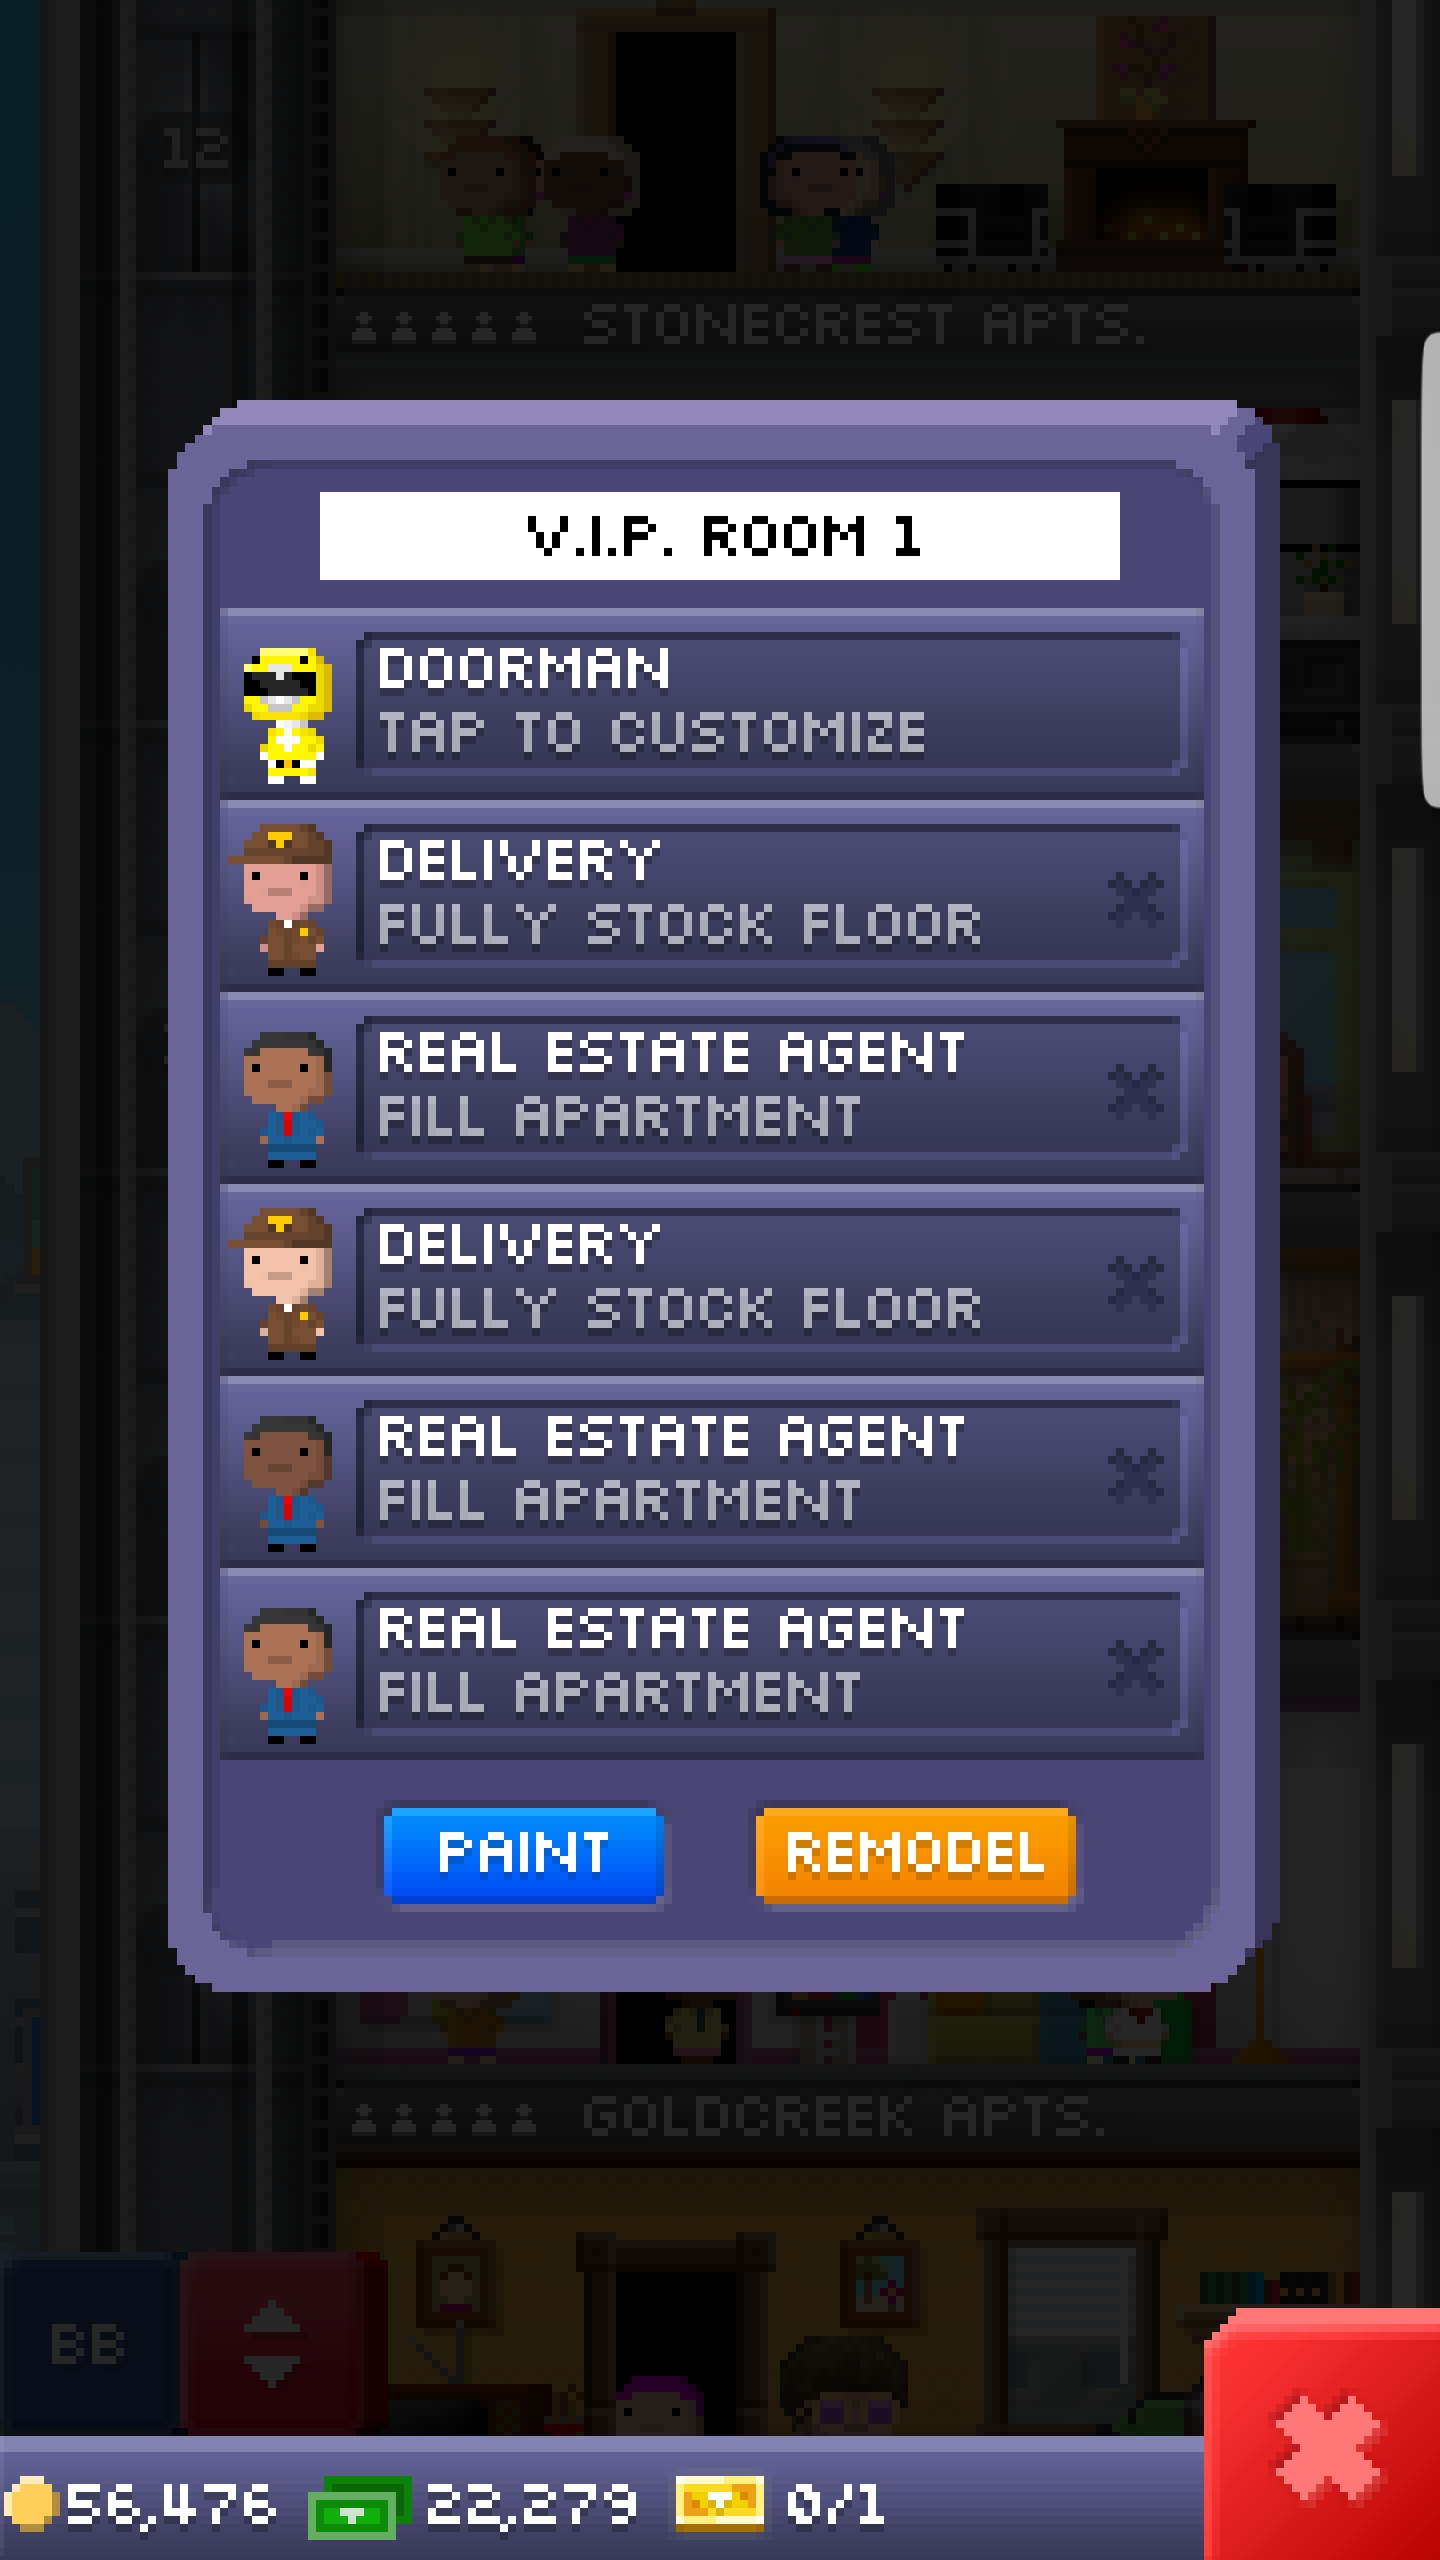 12
STONECREST APTS.
V.I.P. ROOM 1
DOORMAN
TAP TO CUSTOMIZE
DELIVERY
FULLY STOCK FLOOR
REAL ESTATE AGENT
FILL APARTMENT
DELIVERY
FULLY STOCK FLOOR
REAL ESTATE AGENT
FILL APARTMENT
REAL ESTATE AGENT
FILL APARTMENT
PAINT REMODEL
GOLDCREEK APTS.
BB
56,476 22,279 0/1